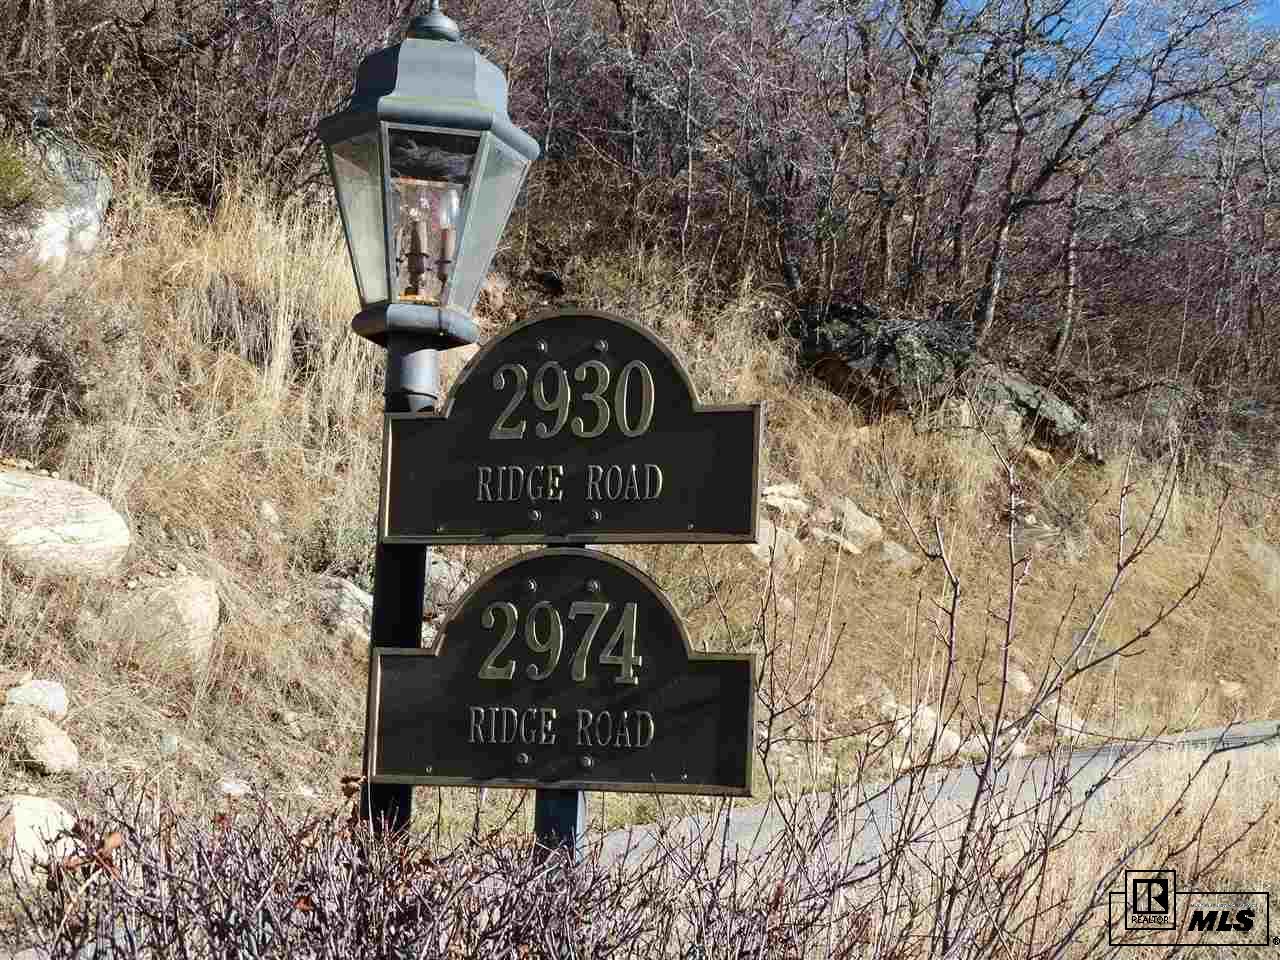 2930
RIDGE ROAD
2974
RIDGE ROAD
R
REALTOR
MLS